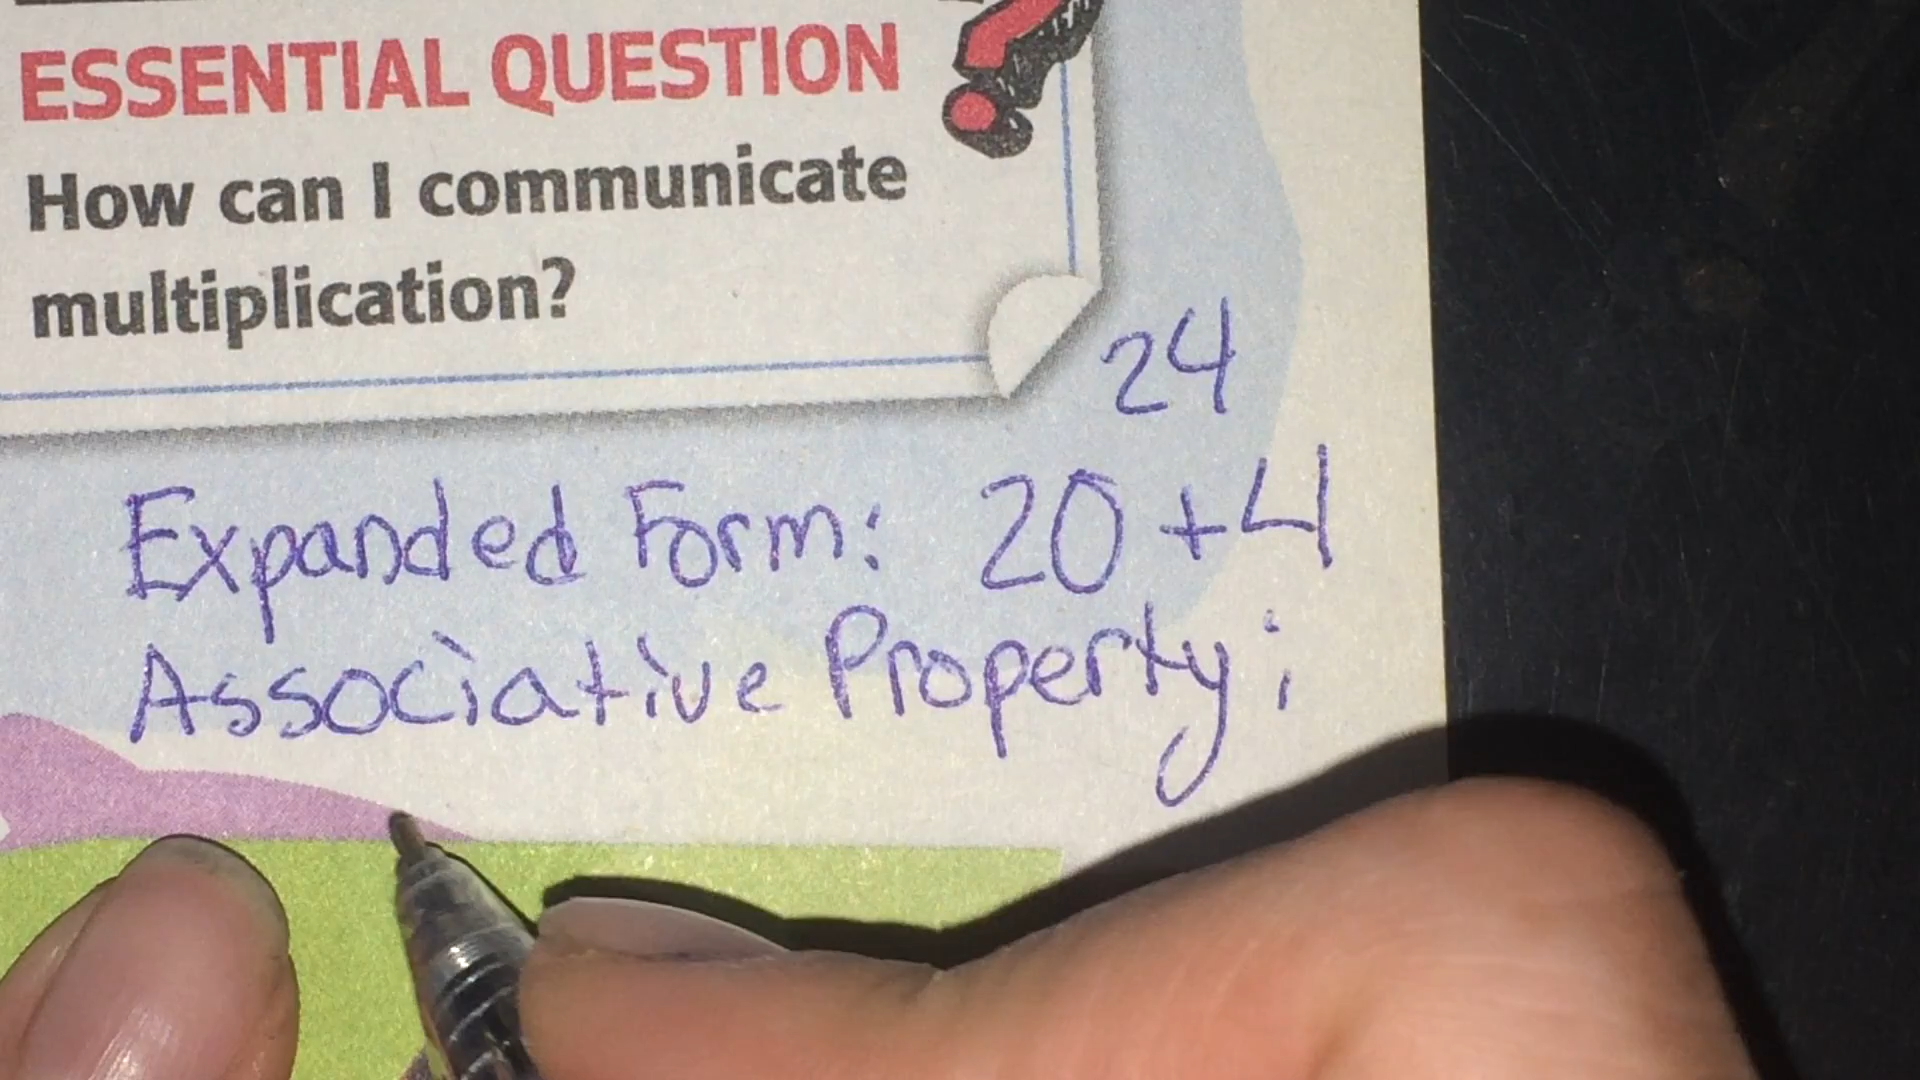 ESSENTIAL QUESTION
How can I communicate
multiplication?
24
Expanded Form: 20+4
Associative Property: